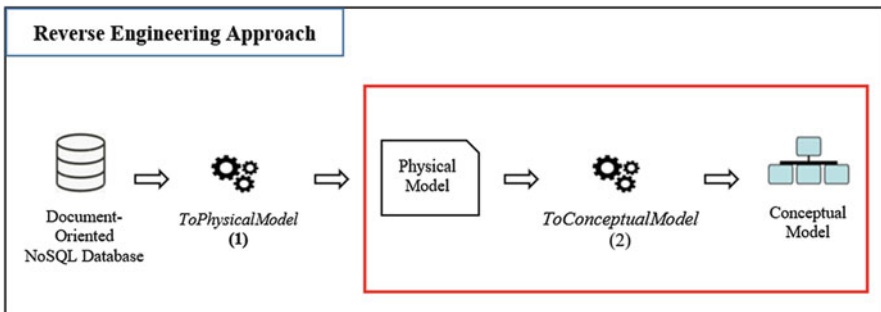 Reverse Engineering Approach
Document-
Oriented
NoSQL Database
ToPhysicalModel
(1)
Physical
Model
ToConceptualModel
(2)
Conceptual
Model